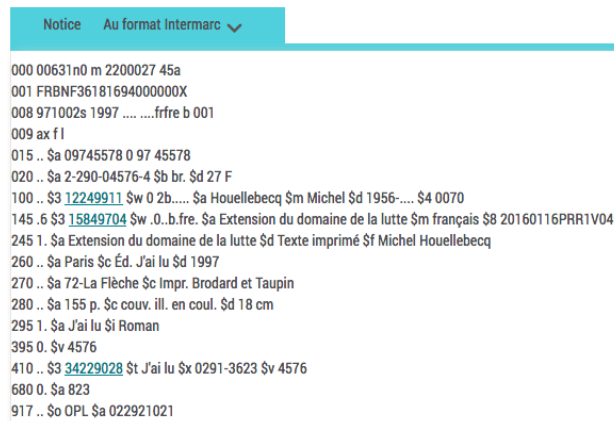 Notice Au format Intermarc
000 00631n0 m 2200027 45a
001 FRBNF36181694000000X
008 971002s 1997 .... ....frfre b 001
009 ax f l
015 .. $a 09745578 0 97 45578
020 .. $a 2-290-04576-4 $b br. $d 27 F
100 .. $3 12249911 $w 0 2b..... $a Houellebecq $m Michel $d 1956-.... $4 0070
145 .6 $3 15849704 $w .0..b.fre. $a Extension du domaine de la lutte $m français $8 20160116PRR1V04
245 1. $a Extension du domaine de la lutte $d Texte imprimé $f Michel Houellebecq
260 .. $a Paris $c Éd. J'ai lu $d 1997
270 .. $a 72-La Flèche $c Impr. Brodard et Taupin
280 .. $a 155 p. $c couv. ill. en coul. $d 18 cm
295 1. $a J'ai lu $i Roman
395 0. $v 4576
410 .. $3 34229028 $t J'ai lu $x 0291-3623 $v 4576
680 0. $a 823
917 .. $o OPL $a 022921021